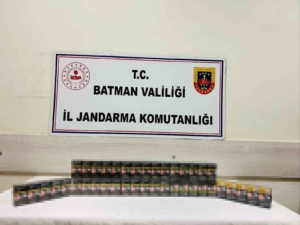 T.C.
BATMAN VALİLİĞİ
İL JANDARMA KOMUTANLIĞI